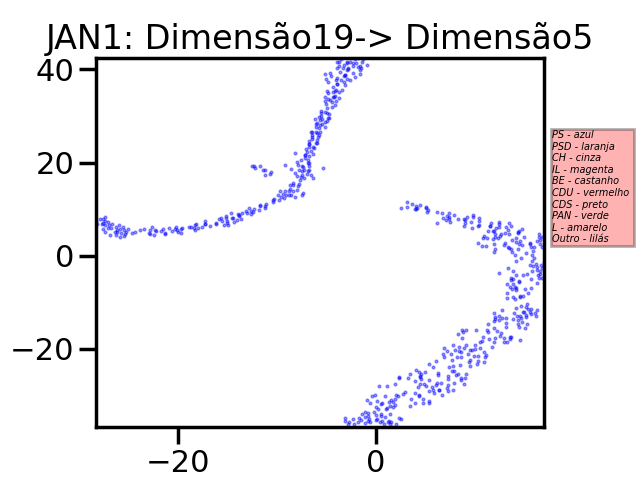 JAN1: Dimensão19-> Dimensão5
40
20
0
−20
−20
0
PS - azul
PSD - laranja
CH - cinza
IL - magenta
BE - castanho
CDU - vermelho
CDS - preto
PAN - verde
L - amarelo
Outro - lilás